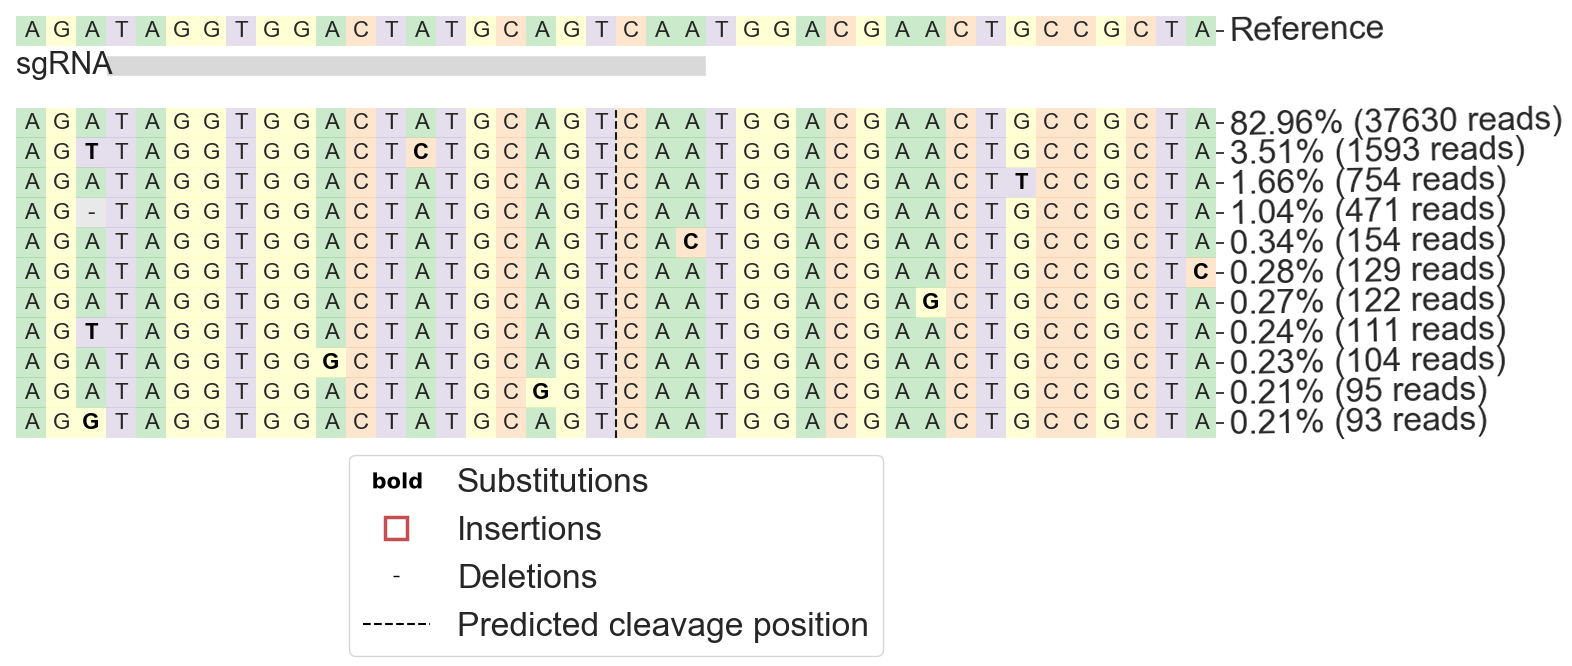 A G A T A G G T G G A C T A T G C A G T C A A T G G A C G A A C T G C C G C T A Reference
sgRNA
A G A T A G G T G G A C T A T G C A G T C A A T G G A C G A A C T G C C G C T A 82.96% (37630 reads)
A G T T A G G T G G A C T C T G C A G T C A A T G G A C G A A C T G C C G C T A 3.51% (1593 reads)
A G A T A G G T G G A C T A T G C A G T C A A T G G A C G A A C T T C C G C T A 1.66% (754 reads)
A G - T A G G T G G A C T A T G C A G T C A A T G G A C G A A C T G C C G C T A 1.04% (471 reads)
A G A T A G G T G G A C T A T G C A G T C A C T G G A C G A A C T G C C G C T A 0.34% (154 reads)
A G A T A G G T G G A C T A T G C A G T C A A T G G A C G A A C T G C C G C T C 0.28% (129 reads)
A G A T A G G T G G A C T A T G C A G T C A A T G G A C G A G C T G C C G C T A 0.27% (122 reads)
A G T T A G G T G G A C T A T G C A G T C A A T G G A C G A A C T G C C G C T A 0.24% (111 reads)
A G A T A G G T G G G C T A T G C A G T C A A T G G A C G A A C T G C C G C T A 0.23% (104 reads)
A G A T A G G T G G A C T A T G C G G T C A A T G G A C G A A C T G C C G C T A 0.21% (95 reads)
A G G T A G G T G G A C T A T G C A G T C A A T G G A C G A A C T G C C G C T A 0.21% (93 reads)
bold Substitutions
Insertions
- Deletions
Predicted cleavage position